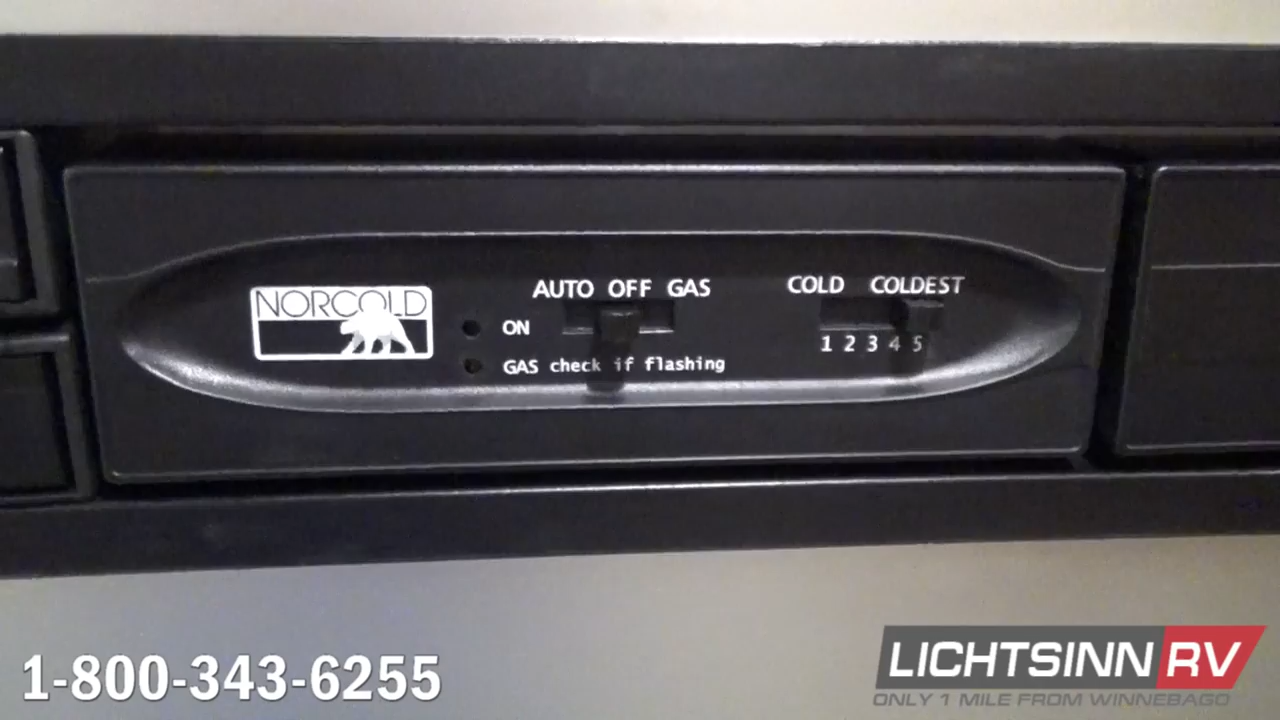 NORCOLD
AUTO OFF GAS
COLD COLDEST
ON
1 2 3 4 5
GAS check if flashing
1-800-343-6255
LICHTSINN RV
ONLY 1 MILE FROM WINNEBAGO